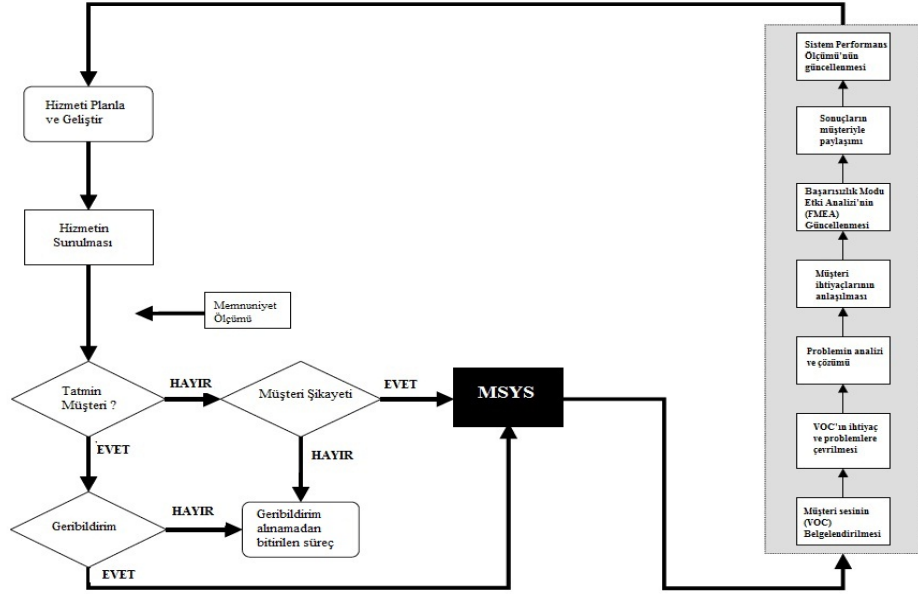 Hizmeti Planla
ve Geliştir
Hizmetin
Sunulması
Memnuniyet
Ölçümü
Tatmin
Müşteri ?
HAYIR
Müşteri Şikayeti
EVET
MSYS
EVET
HAYIR
Geribildirim
HAYIR
Geribildirim
alınamadan
bitirilen süreç
EVET
Sistem Performans
Ölçümü'nün
güncellenmesi
Sonuçların
müşteriyle
paylaşımı
Başarısızlık Modu
Etki Analizi'nin
(FMEA)
Güncellenmesi
Müşteri
ihtiyaçlarının
anlaşılması
Problemin analizi
ve çözümü
VOC'ın ihtiyaç
ve problemlere
çevrilmesi
Müşteri sesinin
(VOC)
Belgelendirilmesi